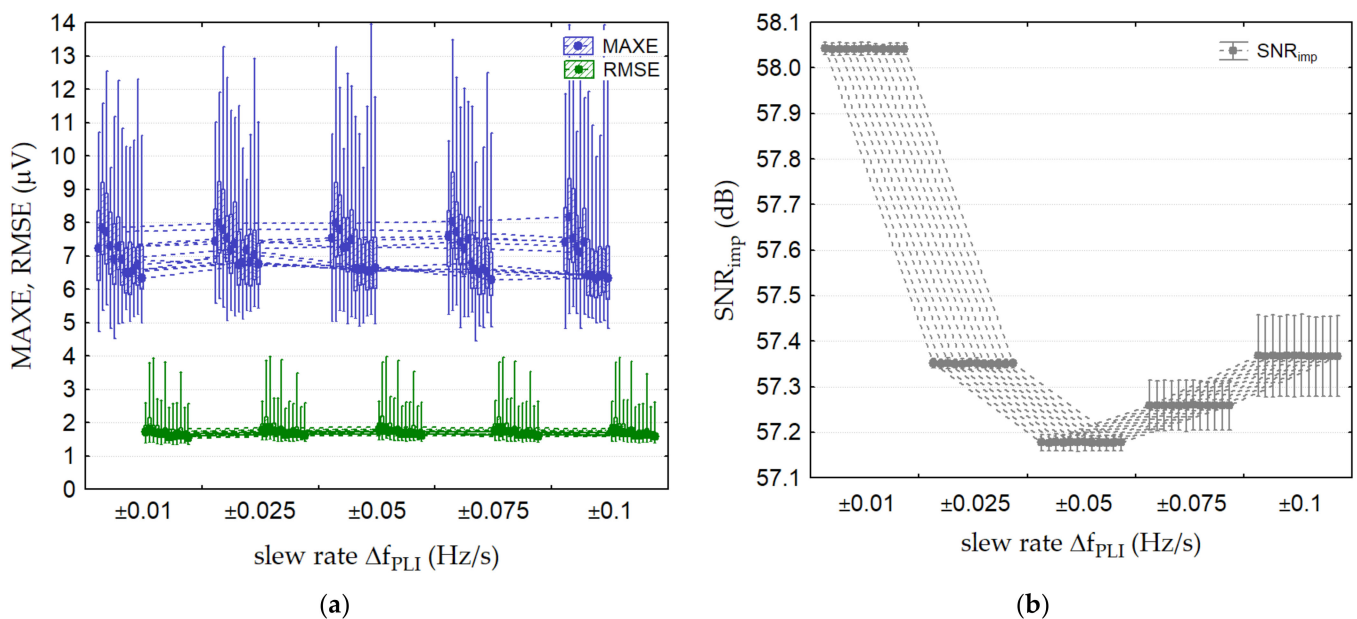 MAXE, RMSE (μV)
14
13
12
11
10
9
8
7
6
5
4
3
2
1
0
MAXE
RMSE
±0.01 ±0.025 ±0.05 ±0.075 ±0.1
slew rate ΔfPLI (Hz/s)
(a)
SNRimp (dB)
58.1
58.0
57.9
57.8
57.7
57.6
57.5
57.4
57.3
57.2
57.1
SNRimp
±0.01 ±0.025 ±0.05 ±0.075 ±0.1
slew rate ΔfPLI (Hz/s)
(b)